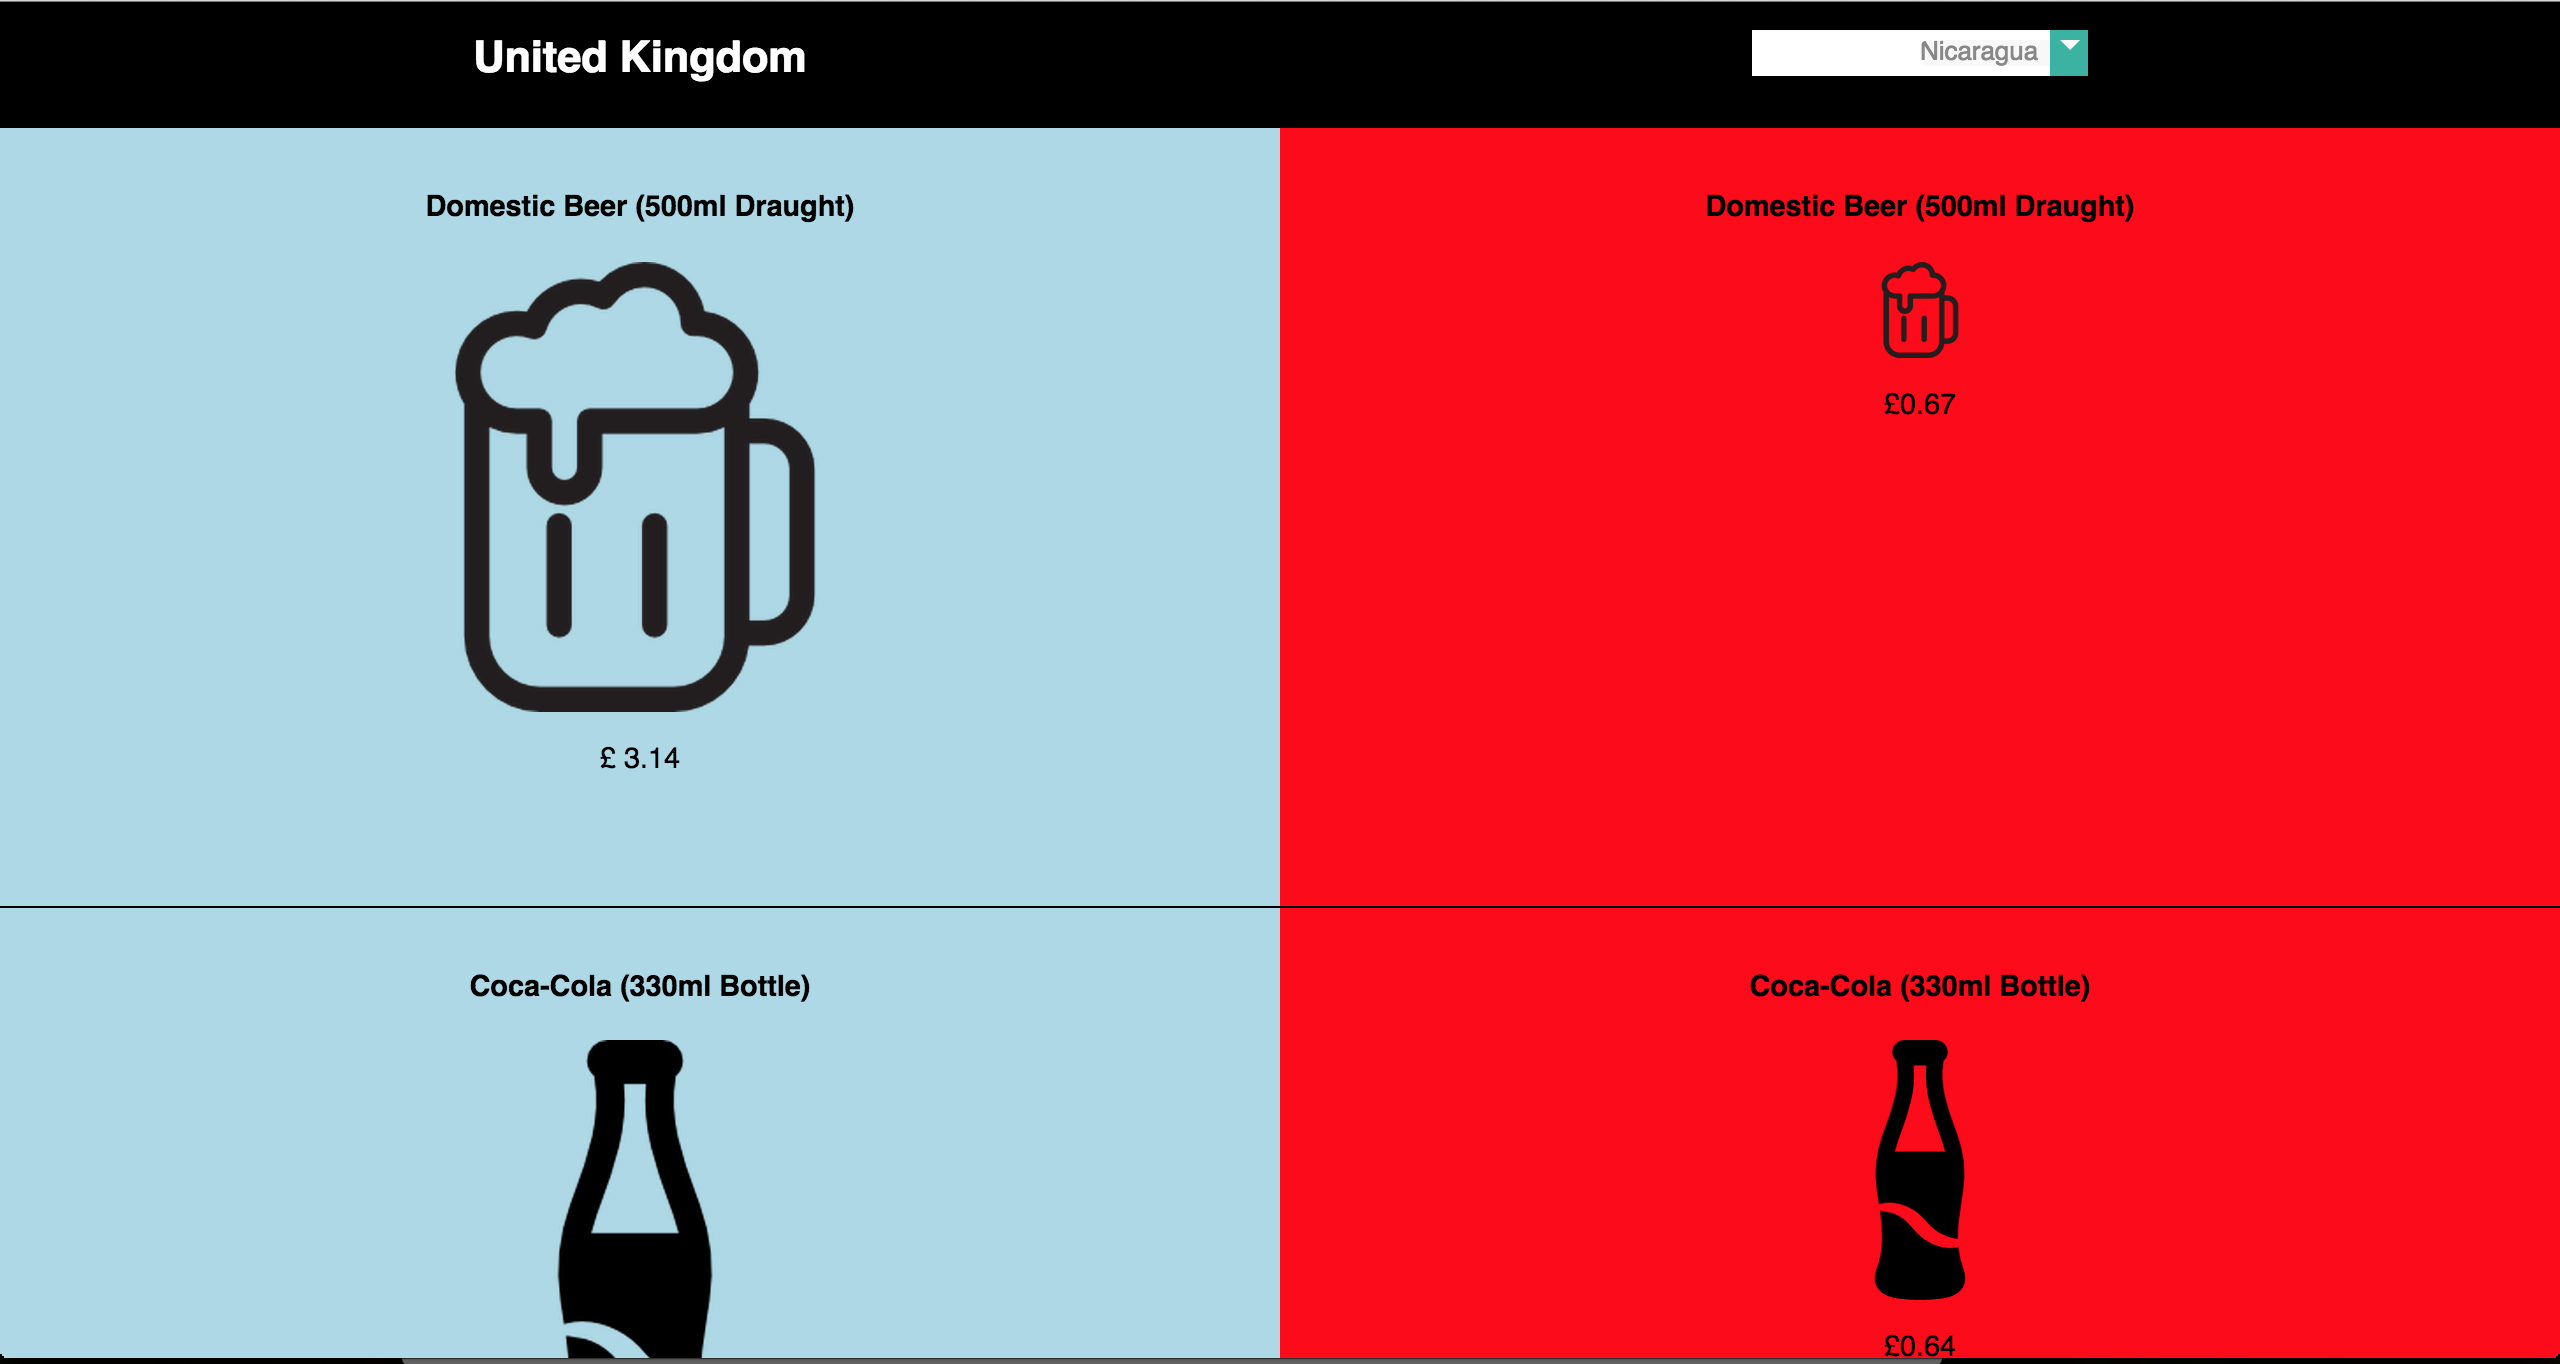 United Kingdom
Nicaragua
Domestic Beer (500ml Draught)
Domestic Beer (500ml Draught)
£0.67
£ 3.14
Coca-Cola (330ml Bottle)
Coca-Cola (330ml Bottle)
£0.64